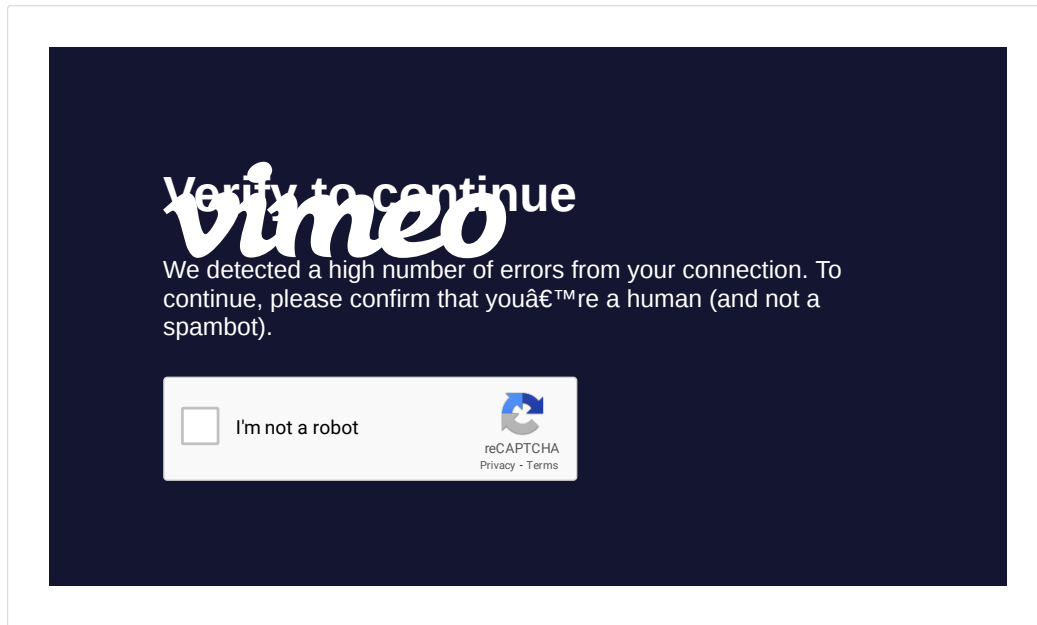 Verify to continue
vimeo
We detected a high number of errors from your connection. To
continue, please confirm that youâ€™re a human (and not a
spambot).
I'm not a robot
reCAPTCHA
Privacy - Terms